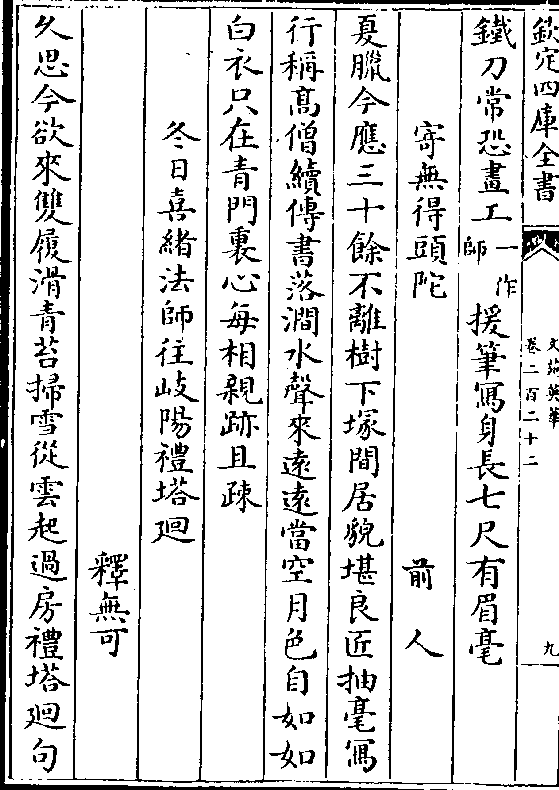 欽定四庫全書
文苑英華
卷二百二十二
九
鐵刀常恐畫工一作師援筆寫身長七尺有眉毫
寄無得頭陀
前人
夏臘今應三十餘不離樹下塚間居貌堪良匠抽毫寫
行稱髙僧續傳書落澗水聲來逺逺當空月色自如如
白衣只在青門裏心每相親跡且疎
冬日喜緒法師往岐陽禮塔廻
釋無可
久思今欲來雙履滑青苔掃雪從雲起過房禮塔廻句